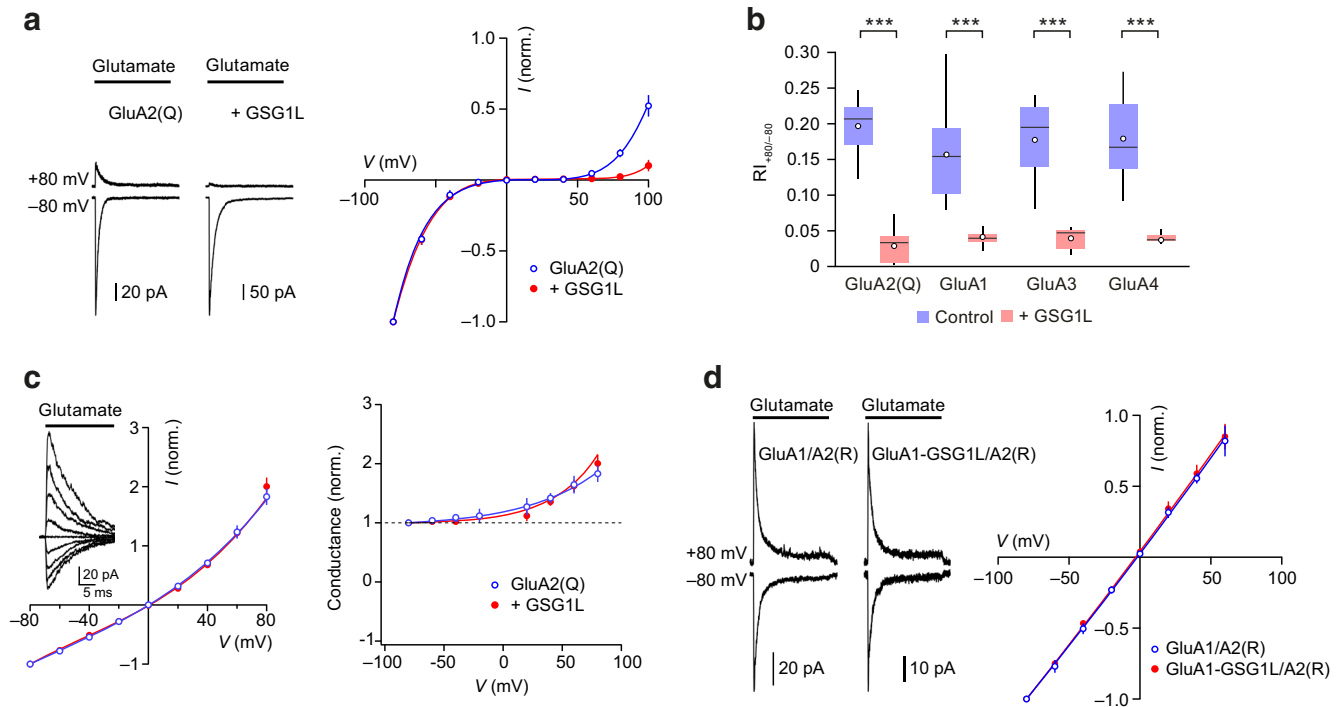 a
Glutamate
GluA2(Q)
+ GSG1L
+80 mV
–80 mV
20 pA
50 pA
I (norm.)
1.0
0.5
V (mV)
–100
50
100
–0.5
GluA2(Q)
+ GSG1L
–1.0
b
*** *** *** ***
0.30
0.25
0.20
0.15
0.10
0.05
0
RI+80/–80
GluA2(Q) GluA1 GluA3 GluA4
Control + GSG1L
c
Glutamate
20 pA
5 ms
I (norm.)
3
2
1
–80 –40 40 80
V (mV)
–1
Conductance (norm.)
3
2
1
0
–1
GluA2(Q)
+ GSG1L
–100 –50 0 50 100
V (mV)
d
Glutamate Glutamate
GluA1/A2(R) GluA1-GSG1L/A2(R)
+80 mV
–80 mV
20 pA
10 pA
I (norm.)
1.0
0.5
V (mV)
–100 –50 50 100
–0.5
GluA1/A2(R)
GluA1-GSG1L/A2(R)
–1.0